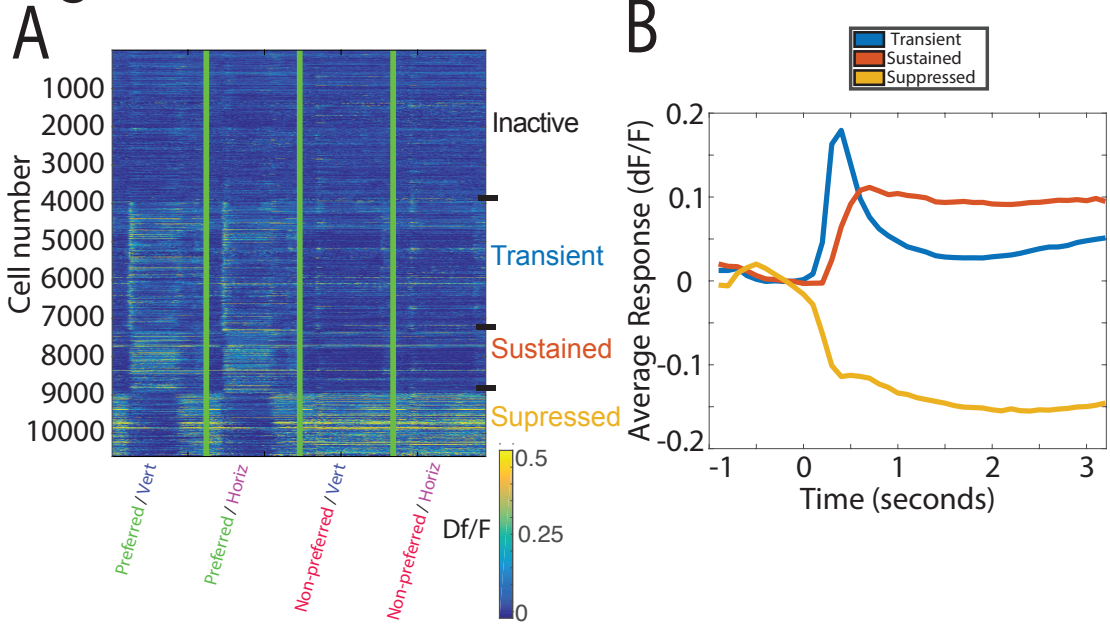 A
Cell number
1000
2000
3000
4000
5000
6000
7000
8000
9000
10000
Inactive
Transient
Sustained
Supressed
Preferred / Vert
Preferred / Horiz
Non-preferred / Vert
Non-preferred / Horiz
Df/F
0.5
0.25
0
B
Transient
Sustained
Suppressed
Average Response (dF/F)
0.2
0.1
0
-0.1
-0.2
-1
0
1
2
3
Time (seconds)